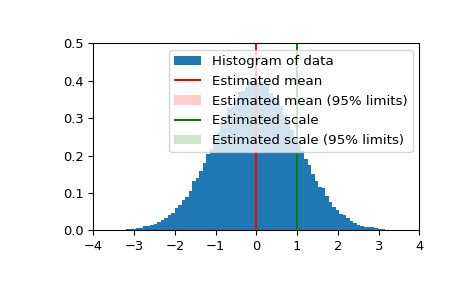 0.5
0.4
0.3
0.2
0.1
0.0
Histogram of data
Estimated mean
Estimated mean (95% limits)
Estimated scale
Estimated scale (95% limits)
−4 −3 −2 −1 0 1 2 3 4